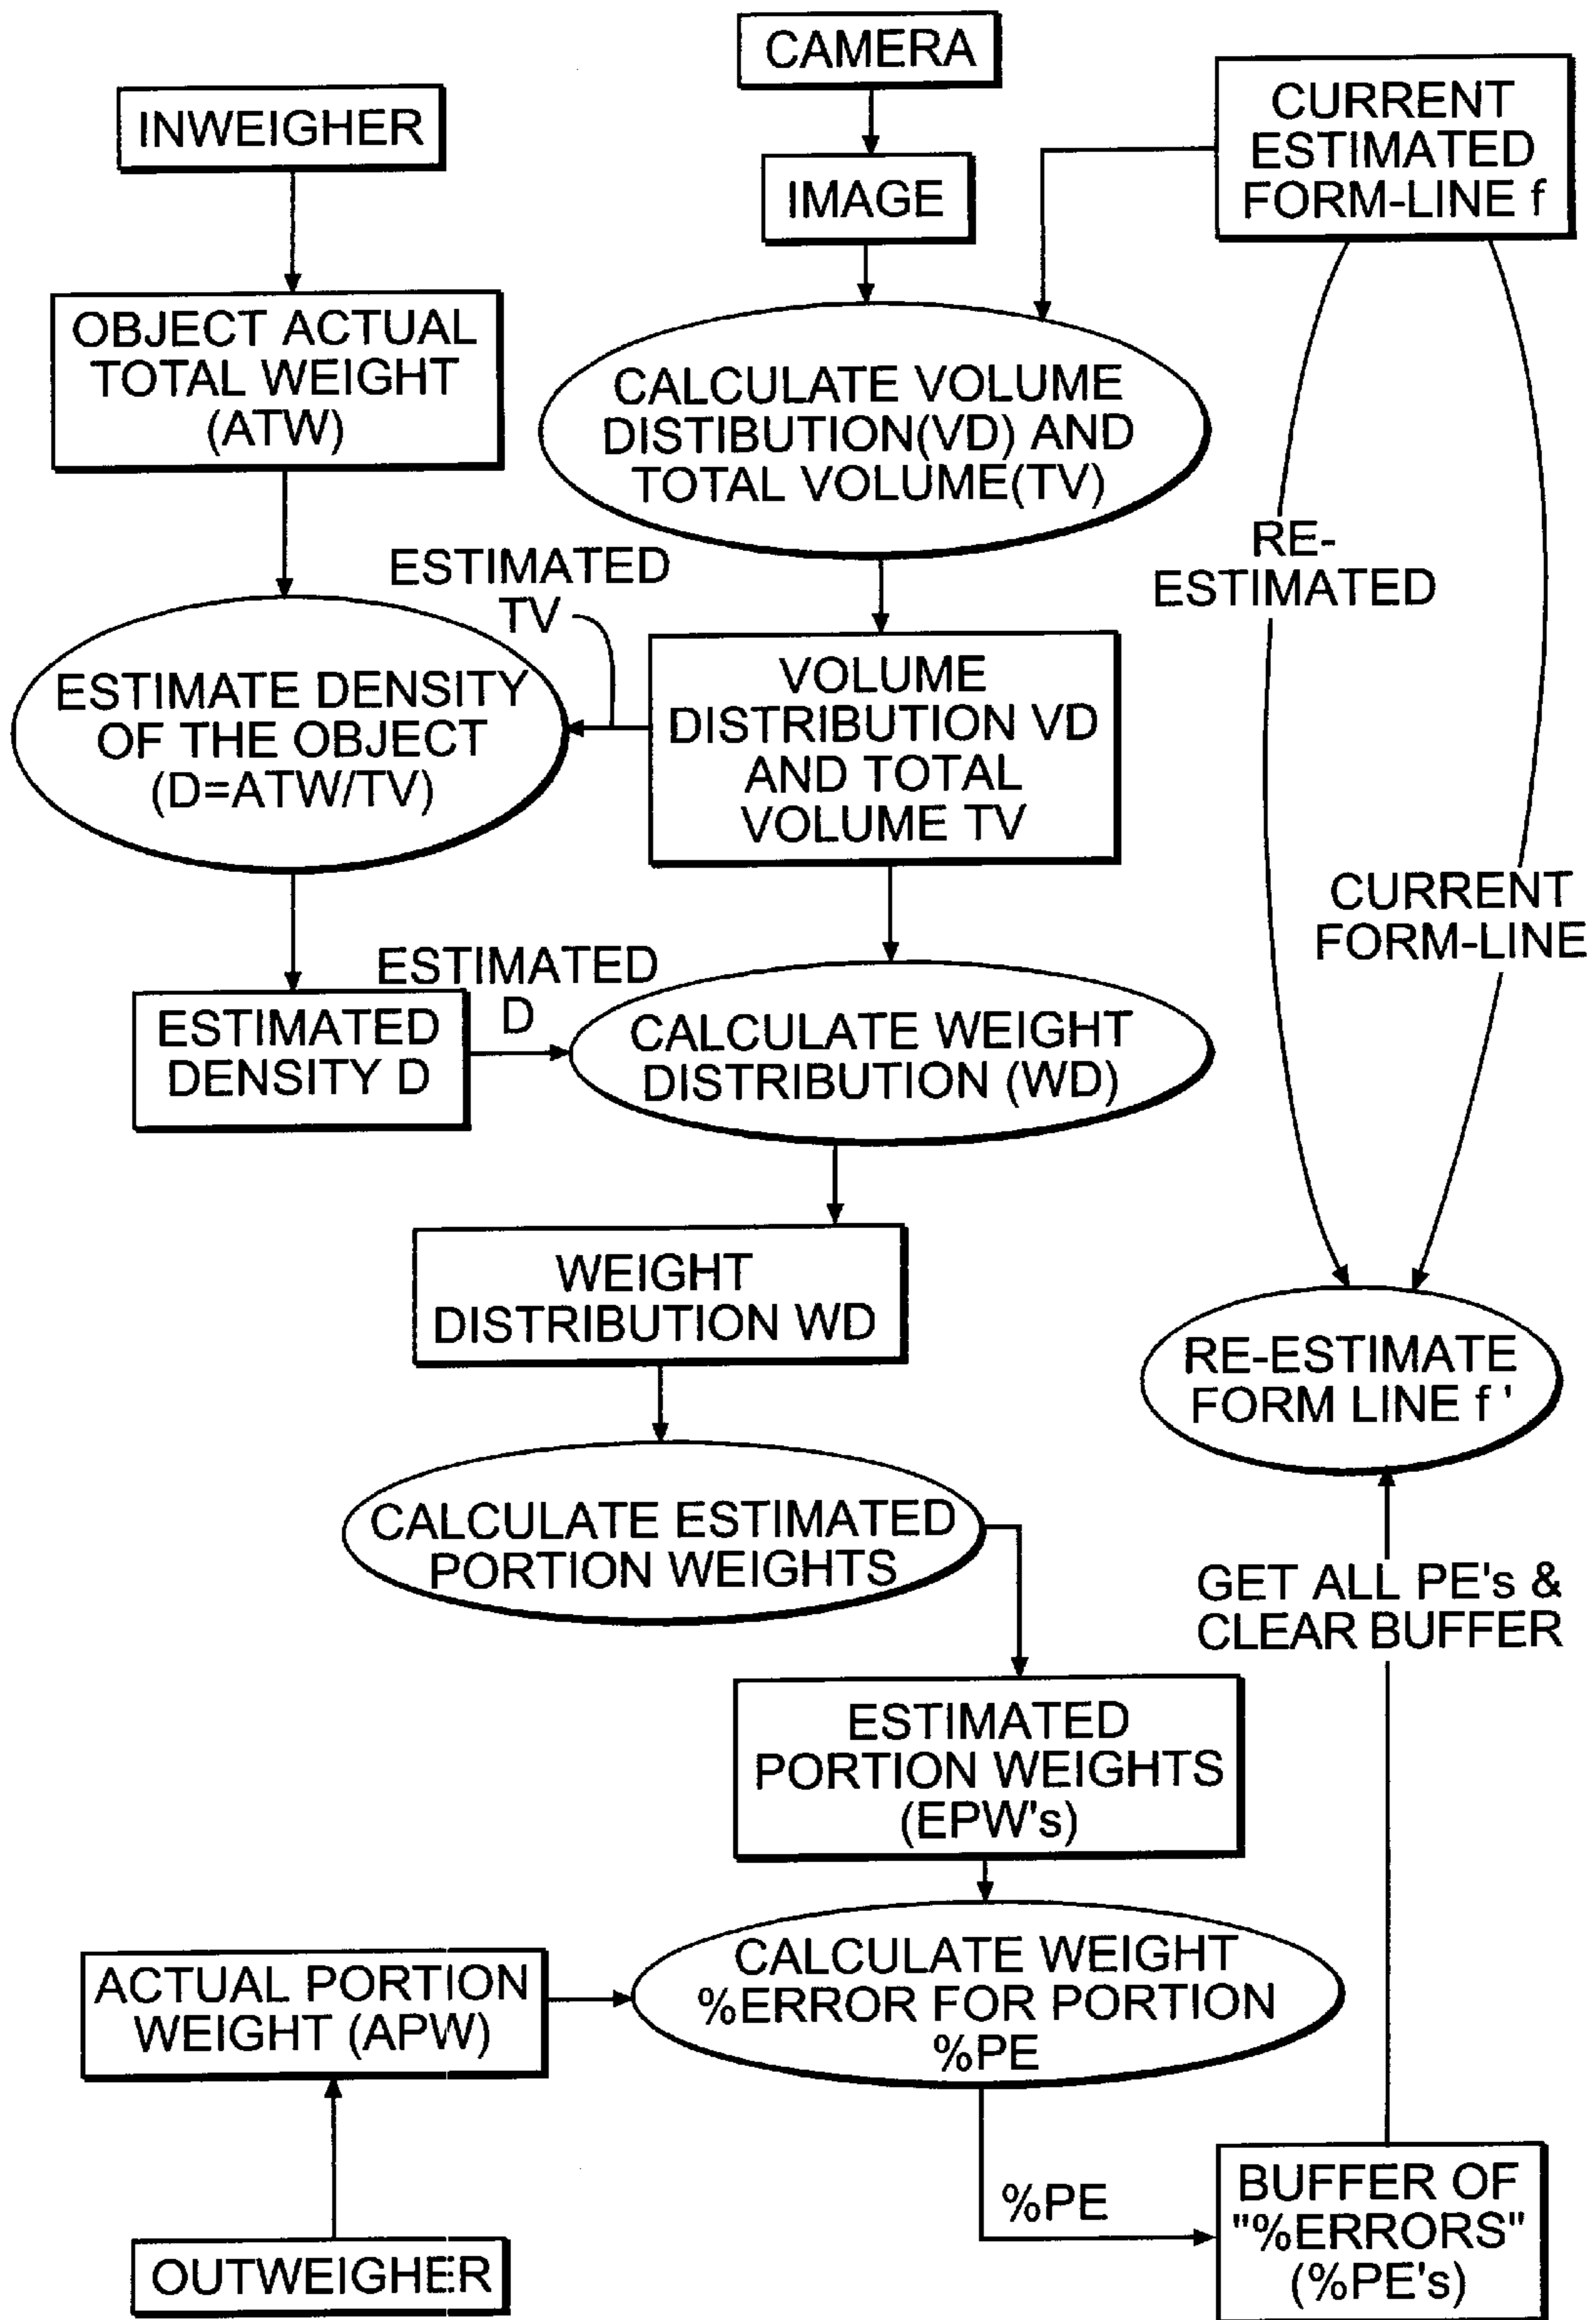 CAMERA
INWEIGHER
IMAGE
CURRENT
ESTIMATED
FORM-LINE f
OBJECT ACTUAL
TOTAL WEIGHT
(ATW)
CALCULATE VOLUME
DISTIBUTION(VD) AND
TOTAL VOLUME(TV)
RE-
ESTIMATED
ESTIMATED
TV
ESTIMATE DENSITY
OF THE OBJECT
(D=ATW/TV)
VOLUME
DISTRIBUTION VD
AND TOTAL
VOLUME TV
CURRENT
FORM-LINE
ESTIMATED
D
ESTIMATED
DENSITY D
CALCULATE WEIGHT
DISTRIBUTION (WD)
WEIGHT
DISTRIBUTION WD
RE-ESTIMATE
FORM LINE f '
CALCULATE ESTIMATED
PORTION WEIGHTS
GET ALL PE's &
CLEAR BUFFER
ESTIMATED
PORTION WEIGHTS
(EPW's)
ACTUAL PORTION
WEIGHT (APW)
CALCULATE WEIGHT
%ERROR FOR PORTION
%PE
%PE
BUFFER OF
"%ERRORS"
(%PE's)
OUTWEIGHER